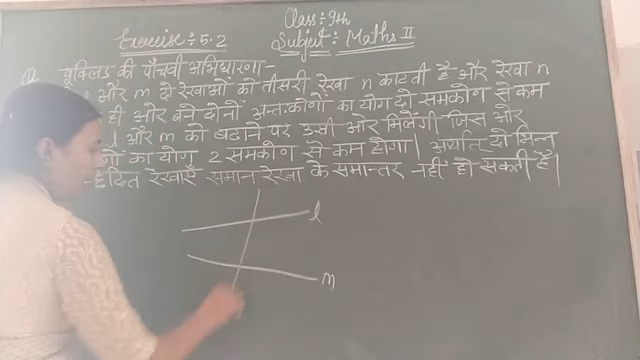 Class:9th
Exercise ÷ 5.2
Subject: Maths II
Q. यूक्लिड की पाँचवी अभिधारणा-
l और m दो रेखाओं को तीसरी रेखा n काटती है और रेखा n
ही ओर बने दोनों अन्तःकोणों का योग दो समकोण से कम
l और m को बढाने पर उसी ओर मिलेंगी जिस ओर
णों का योग 2 समकोण से कम होगा। अर्थात् दो भिन्न
रेखाएँ समान रेखा के समान्तर नहीं हो सकती है।
l
m